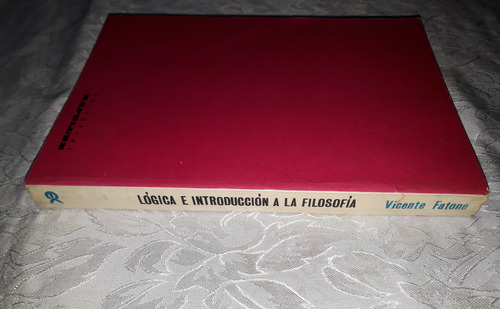 LÓGICA E INTRODUCCIÓN A LA FILOSOFÍA Vicente Fatone